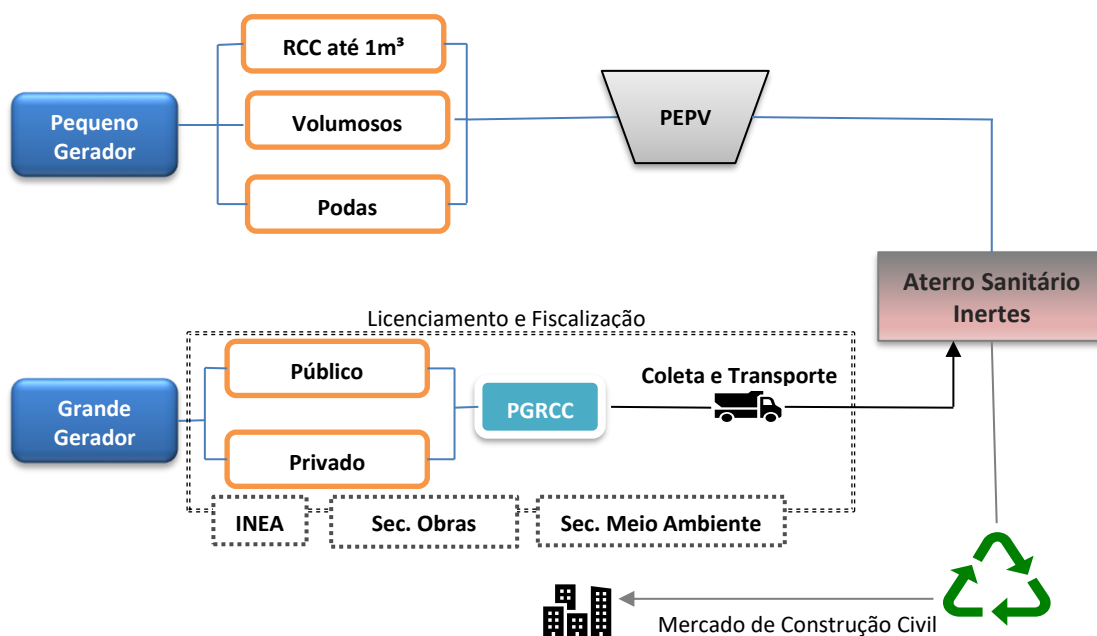 RCC até 1m³
Pequeno
Gerador
Volumosos
PEPV
Podas
Aterro Sanitário
Inertes
Licenciamento e Fiscalização
Público
Coleta e Transporte
Grande
Gerador
PGRCC
Privado
INEA
Sec. Obras
Sec. Meio Ambiente
Mercado de Construção Civil